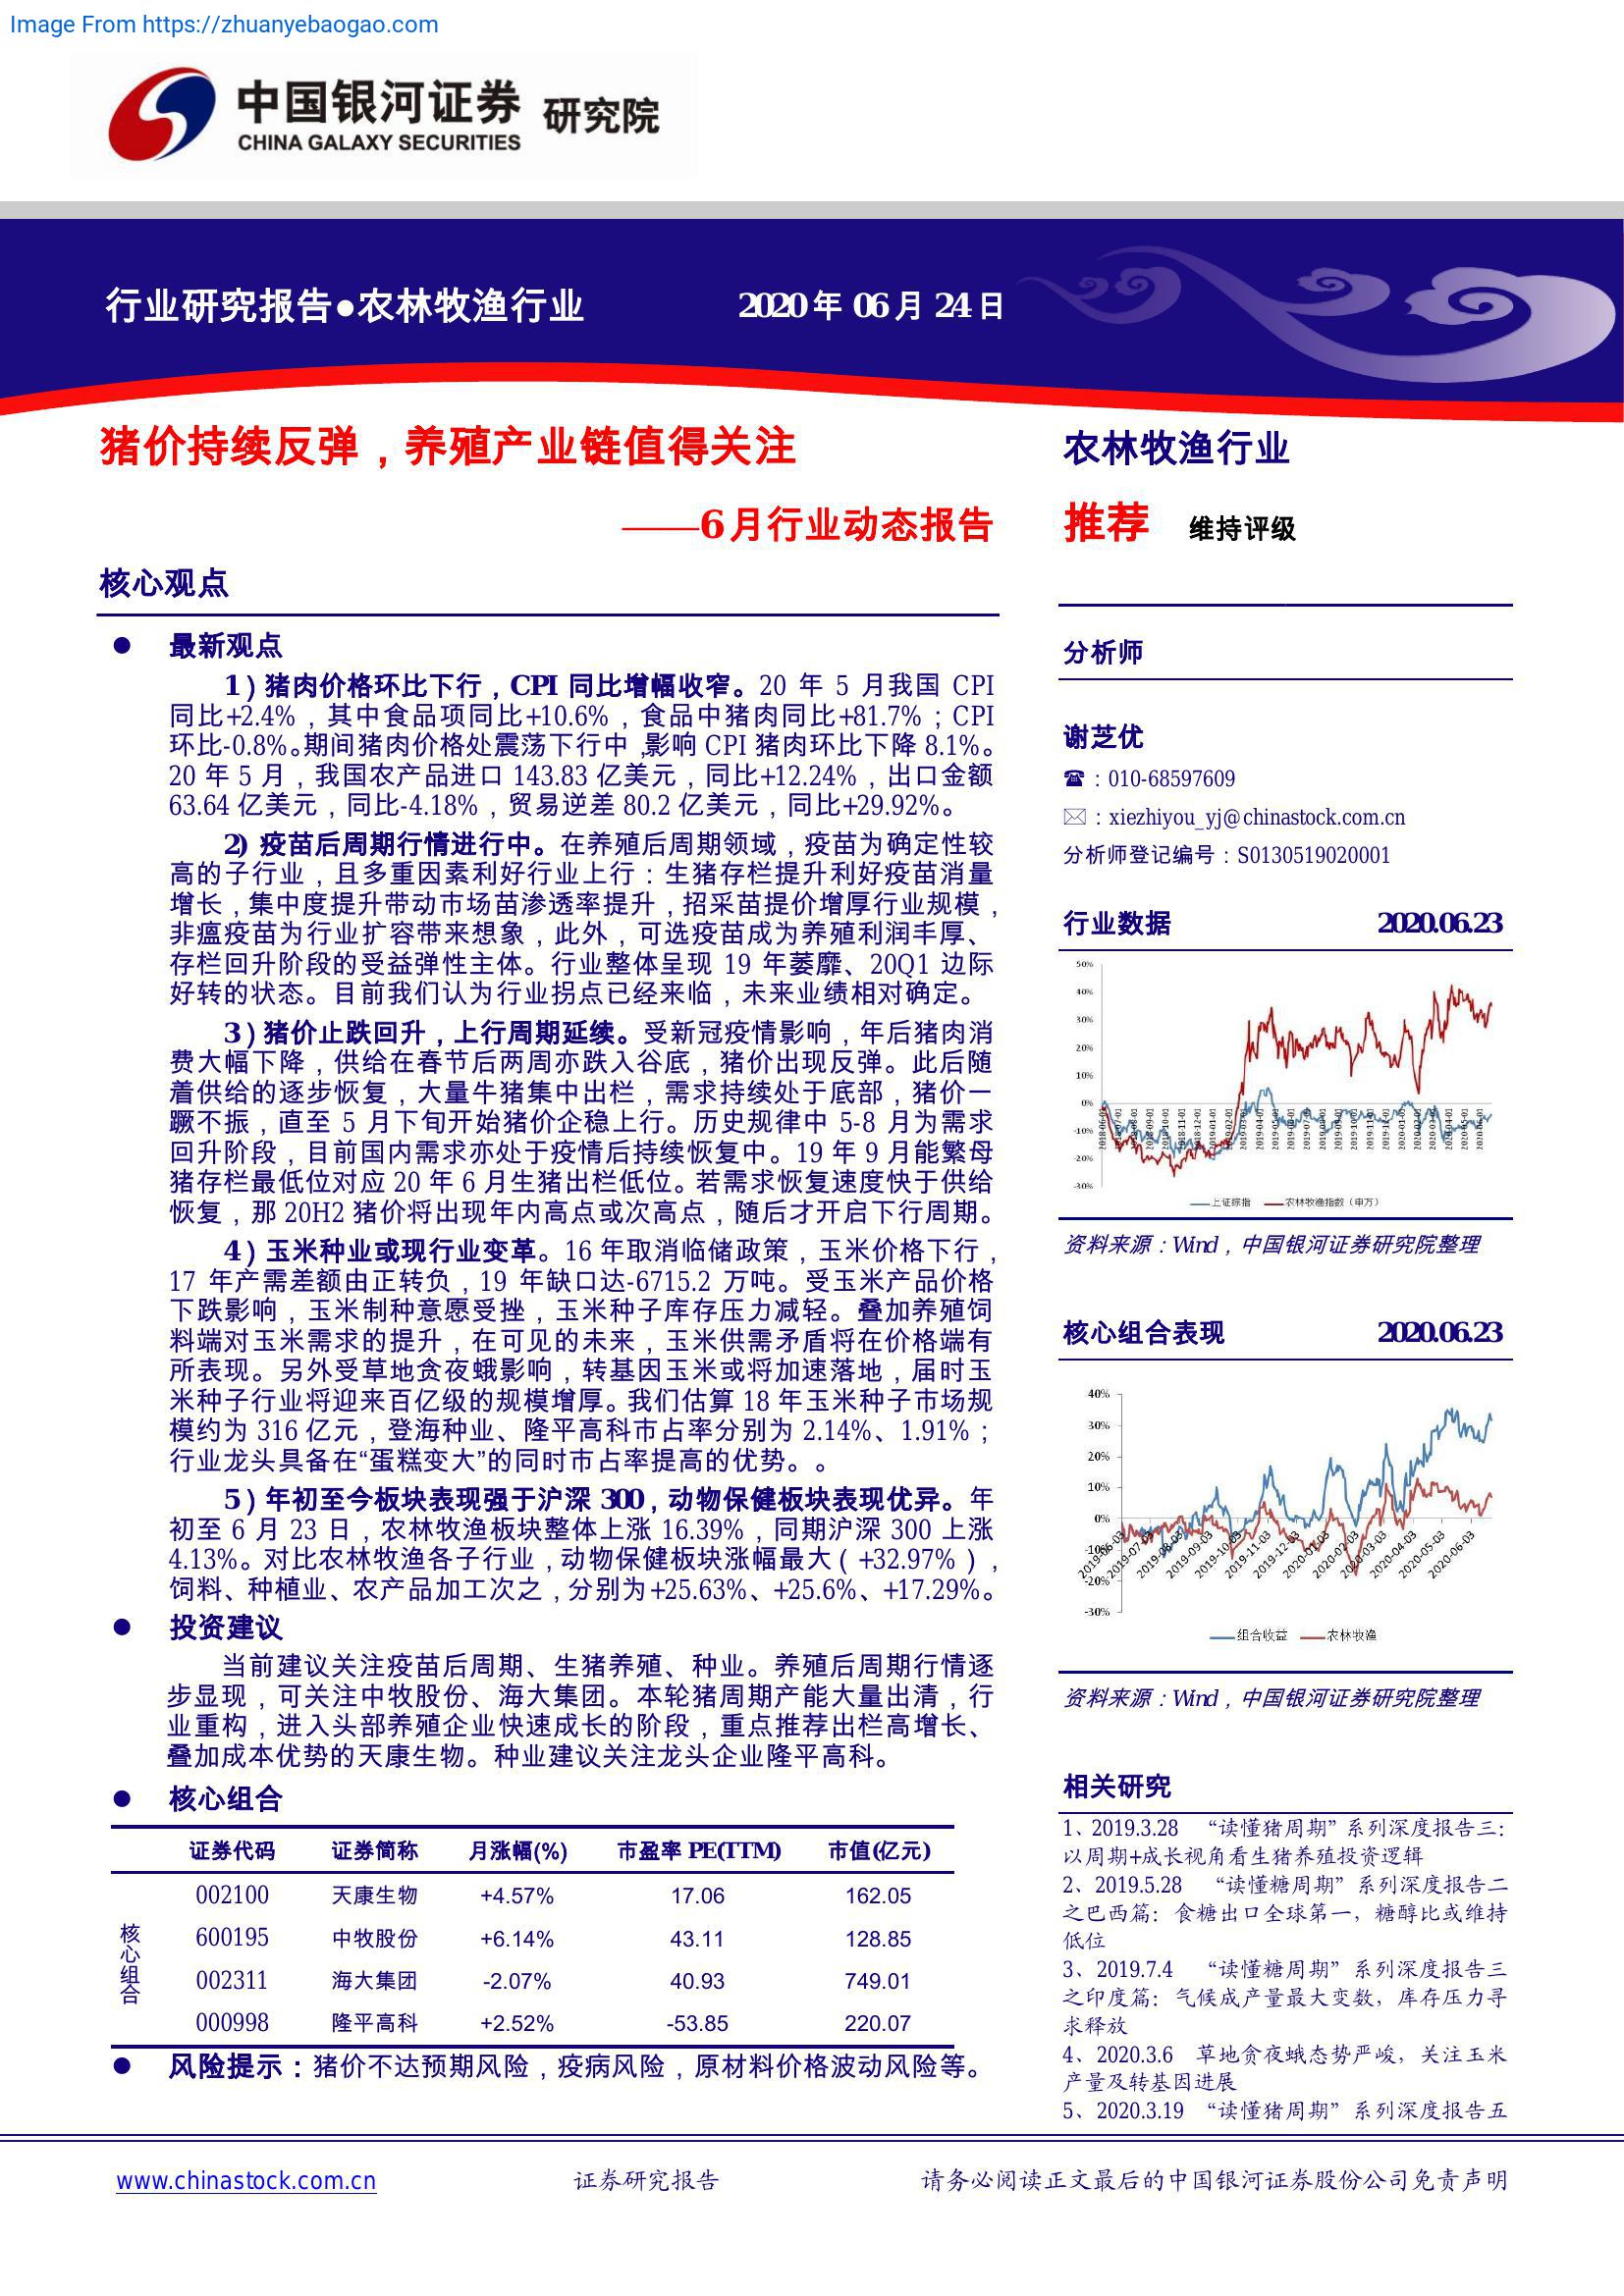 Image From https://zhuanyebaogao.com
中国银河证券 研究院
CHINA GALAXY SECURITIES
行业研究报告●农林牧渔行业 2020年06月24日
猪价持续反弹，养殖产业链值得关注
——6月行业动态报告
核心观点
● 最新观点
1）猪肉价格环比下行，CPI 同比增幅收窄。20 年 5 月我国 CPI
同比+2.4%，其中食品项同比+10.6%，食品中猪肉同比+81.7%；CPI
环比-0.8%。期间猪肉价格处震荡下行中，影响 CPI 猪肉环比下降 8.1%。
20 年 5 月，我国农产品进口 143.83 亿美元，同比+12.24%，出口金额
63.64 亿美元，同比-4.18%，贸易逆差 80.2 亿美元，同比+29.92%。
2）疫苗后周期行情进行中。在养殖后周期领域，疫苗为确定性较
高的子行业，且多重因素利好行业上行：生猪存栏提升利好疫苗消量
增长，集中度提升带动市场苗渗透率提升，招采苗提价增厚行业规模，
非瘟疫苗为行业扩容带来想象，此外，可选疫苗成为养殖利润丰厚、
存栏回升阶段的受益弹性主体。行业整体呈现 19 年萎靡、20Q1 边际
好转的状态。目前我们认为行业拐点已经来临，未来业绩相对确定。
3）猪价止跌回升，上行周期延续。受新冠疫情影响，年后猪肉消
费大幅下降，供给在春节后两周亦跌入谷底，猪价出现反弹。此后随
着供给的逐步恢复，大量牛猪集中出栏，需求持续处于底部，猪价一
蹶不振，直至 5 月下旬开始猪价企稳上行。历史规律中 5-8 月为需求
回升阶段，目前国内需求亦处于疫情后持续恢复中。19 年 9 月能繁母
猪存栏最低位对应 20 年 6 月生猪出栏低位。若需求恢复速度快于供给
恢复，那 20H2 猪价将出现年内高点或次高点，随后才开启下行周期。
4）玉米种业或现行业变革。16 年取消临储政策，玉米价格下行，
17 年产需差额由正转负，19 年缺口达-6715.2 万吨。受玉米产品价格
下跌影响，玉米制种意愿受挫，玉米种子库存压力减轻。叠加养殖饲
料端对玉米需求的提升，在可见的未来，玉米供需矛盾将在价格端有
所表现。另外受草地贪夜蛾影响，转基因玉米或将加速落地，届时玉
米种子行业将迎来百亿级的规模增厚。我们估算 18 年玉米种子市场规
模约为 316 亿元，登海种业、隆平高科市占率分别为 2.14%、1.91%；
行业龙头具备在“蛋糕变大”的同时市占率提高的优势。。
5）年初至今板块表现强于沪深 300，动物保健板块表现优异。年
初至 6 月 23 日，农林牧渔板块整体上涨 16.39%，同期沪深 300 上涨
4.13%。对比农林牧渔各子行业，动物保健板块涨幅最大（+32.97%），
饲料、种植业、农产品加工次之，分别为+25.63%、+25.6%、+17.29%。
● 投资建议
当前建议关注疫苗后周期、生猪养殖、种业。养殖后周期行情逐
步显现，可关注中牧股份、海大集团。本轮猪周期产能大量出清，行
业重构，进入头部养殖企业快速成长的阶段，重点推荐出栏高增长、
叠加成本优势的天康生物。种业建议关注龙头企业隆平高科。
● 核心组合
证券代码 证券简称 月涨幅(%) 市盈率 PE(TTM) 市值(亿元)
核心组合
002100 天康生物 +4.57% 17.06 162.05
600195 中牧股份 +6.14% 43.11 128.85
002311 海大集团 -2.07% 40.93 749.01
000998 隆平高科 +2.52% -53.85 220.07
● 风险提示：猪价不达预期风险，疫病风险，原材料价格波动风险等。
农林牧渔行业
推荐 维持评级
分析师
谢芝优
☎：010-68597609
✉：xiezhiyou_yj@chinastock.com.cn
分析师登记编号：S0130519020001
行业数据 2020.06.23
50%
40%
30%
20%
10%
0%
-10%
-20%
-30%
上证综指 农林牧渔指数（申万）
资料来源：Wind，中国银河证券研究院整理
核心组合表现 2020.06.23
40%
30%
20%
10%
0%
-10%
-20%
-30%
2019-06-03 2019-07-03 2019-08-03 2019-09-03 2019-10-03 2019-11-03 2019-12-03 2020-01-03 2020-02-03 2020-03-03 2020-04-03 2020-05-03 2020-06-03
组合收益 农林牧渔
资料来源：Wind，中国银河证券研究院整理
相关研究
1、2019.3.28 “读懂猪周期”系列深度报告三：
以周期+成长视角看生猪养殖投资逻辑
2、2019.5.28 “读懂糖周期”系列深度报告二
之巴西篇：食糖出口全球第一，糖醇比或维持
低位
3、2019.7.4 “读懂糖周期”系列深度报告三
之印度篇：气候成产量最大变数，库存压力寻
求释放
4、2020.3.6 草地贪夜蛾态势严峻，关注玉米
产量及转基因进展
5、2020.3.19 “读懂猪周期”系列深度报告五
www.chinastock.com.cn 证券研究报告 请务必阅读正文最后的中国银河证券股份公司免责声明